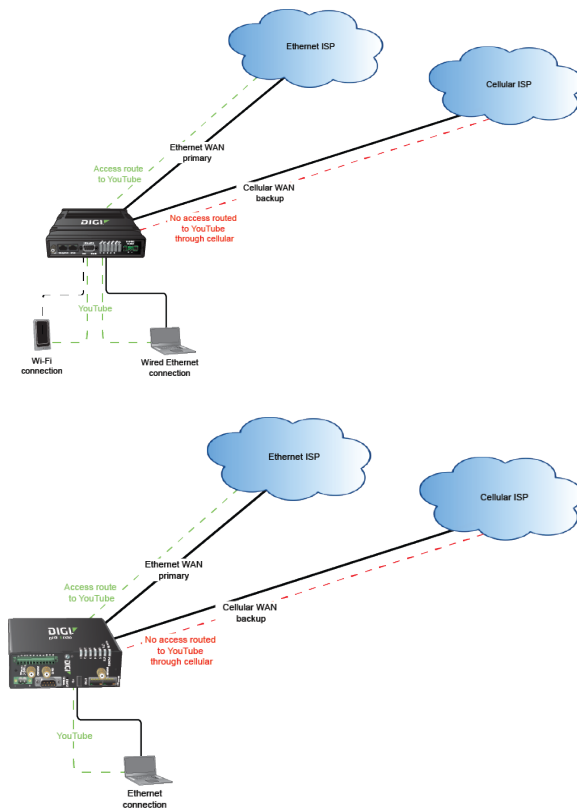 Ethernet ISP
Cellular ISP
Ethernet WAN
primary
Access route
to YouTube
Cellular WAN
backup
No access routed
to YouTube
through cellular
DIGI
YouTube
Wi-Fi
connection
Wired Ethernet
connection
Ethernet ISP
Cellular ISP
Ethernet WAN
primary
Access route
to YouTube
Cellular WAN
backup
No access routed
to YouTube
through cellular
DIGI
DIGI
YouTube
Ethernet
connection